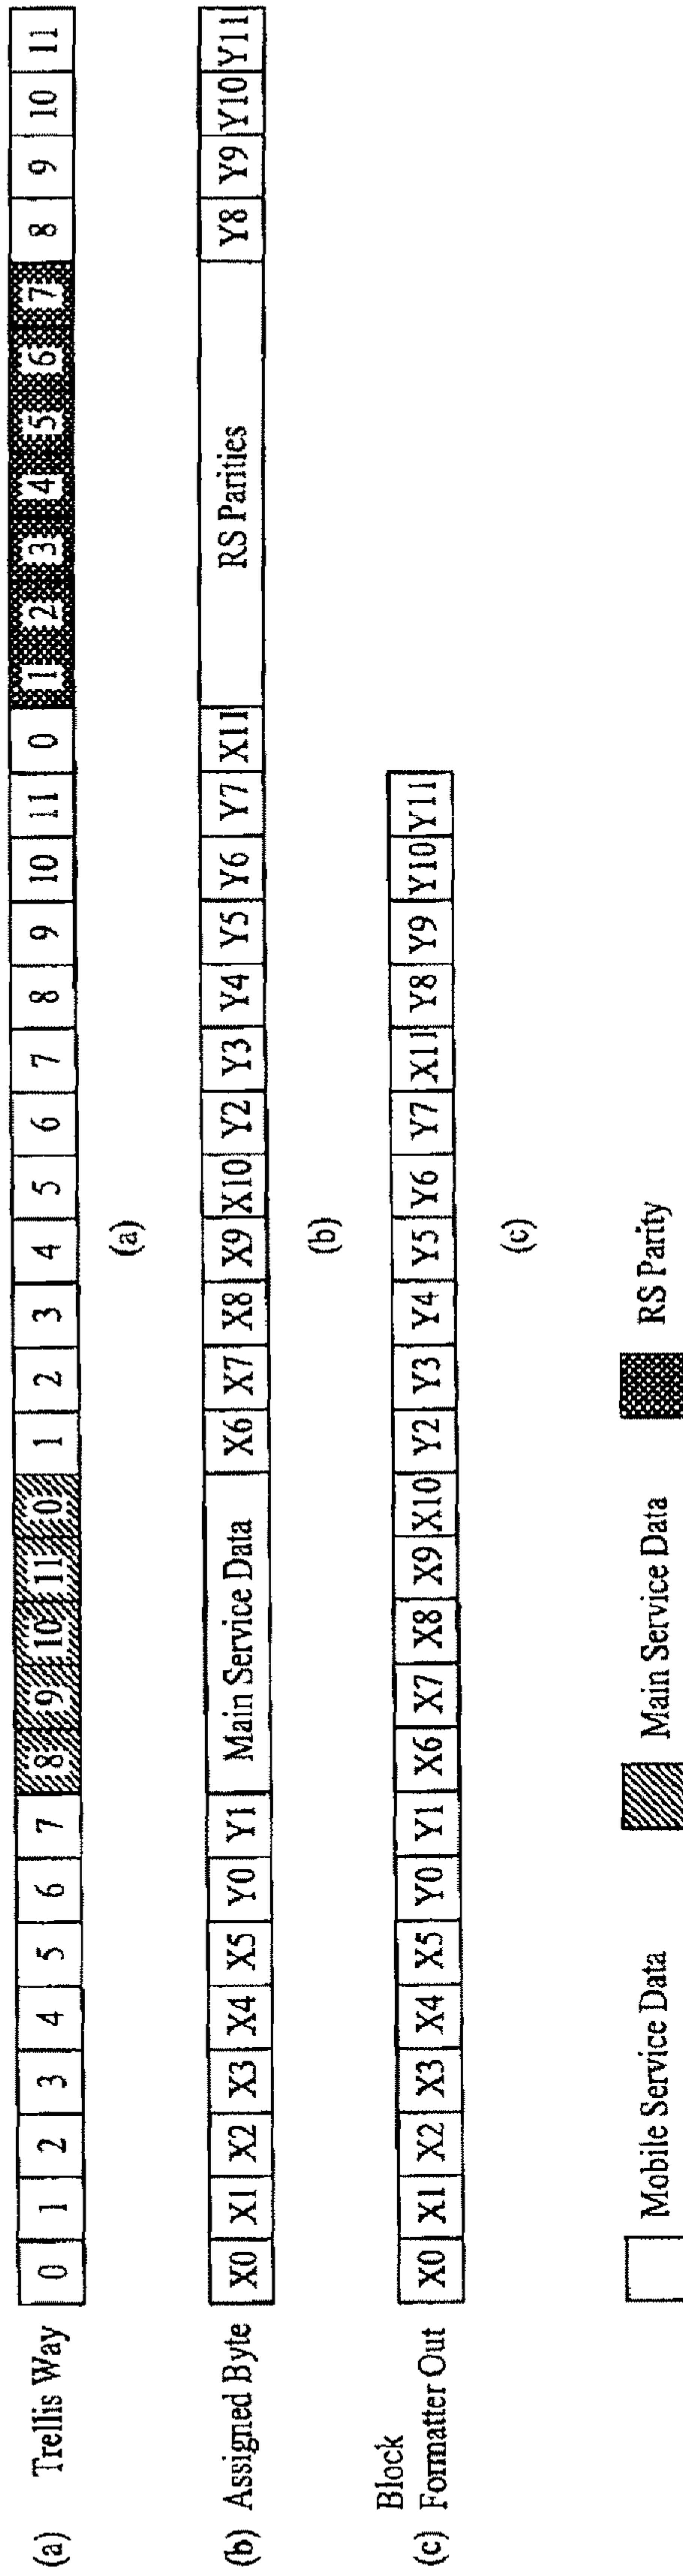 (a) Trellis Way 0 1 2 3 4 5 6 7 8 9 10 11 0 1 2 3 4 5 6 7 8 9 10 11 0 1 2 3 4 5 6 7 8 9 10 11
(a)
(b) Assigned Byte X0 X1 X2 X3 X4 X5 Y0 Y1 Main Service Data X6 X7 X8 X9 X10 Y2 Y3 Y4 Y5 Y6 Y7 X11 RS Parities Y8 Y9 Y10 Y11
(b)
Block
(c) Formatter Out X0 X1 X2 X3 X4 X5 Y0 Y1 X6 X7 X8 X9 X10 Y2 Y3 Y4 Y5 Y6 Y7 X11 Y8 Y9 Y10 Y11
(c)
Mobile Service Data Main Service Data RS Parity